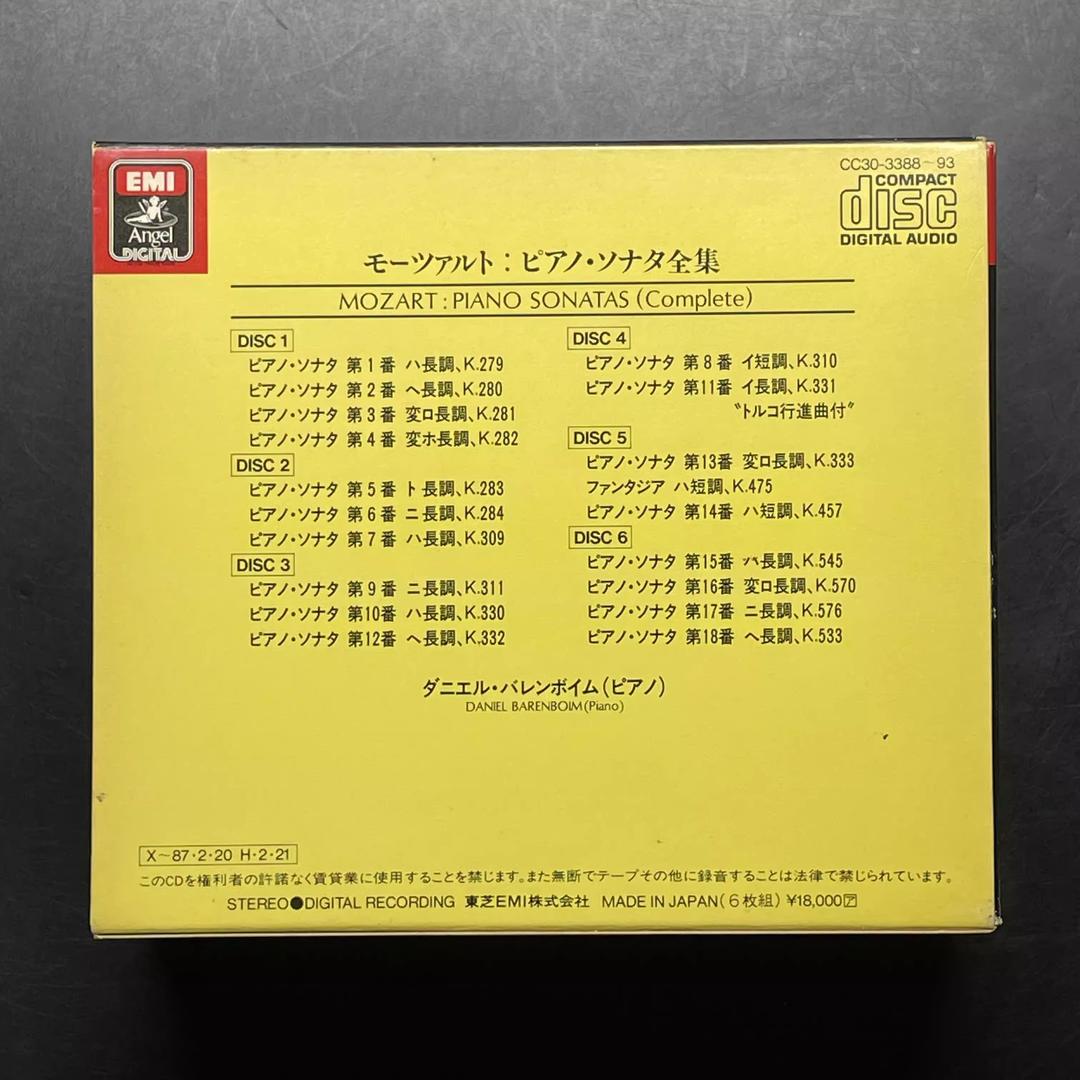 EMI
Angel
DIGITAL
CC30-3388~93
COMPACT
disc
DIGITAL AUDIO
モーツァルト:ピアノ・ソナタ全集
MOZART : PIANO SONATAS (Complete)
DISC 1
ピアノ・ソナタ 第1番 ハ長調、K.279
ピアノ・ソナタ 第2番 ヘ長調、K.280
ピアノ・ソナタ 第3番 変ロ長調、K.281
ピアノ・ソナタ 第4番 変ホ長調、K.282
DISC 2
ピアノ・ソナタ 第5番 ト長調、K.283
ピアノ・ソナタ 第6番 ニ長調、K.284
ピアノ・ソナタ 第7番 ハ長調、K.309
DISC 3
ピアノ・ソナタ 第9番 ニ長調、K.311
ピアノ・ソナタ 第10番 ハ長調、K.330
ピアノ・ソナタ 第12番 ヘ長調、K.332
DISC 4
ピアノ・ソナタ 第8番 イ短調、K.310
ピアノ・ソナタ 第11番 イ長調、K.331
〝トルコ行進曲付〟
DISC 5
ピアノ・ソナタ 第13番 変ロ長調、K.333
ファンタジア ハ短調、K.475
ピアノ・ソナタ 第14番 ハ短調、K.457
DISC 6
ピアノ・ソナタ 第15番 長調、K.545
ピアノ・ソナタ 第16番 変ロ長調、K.570
ピアノ・ソナタ 第17番 ニ長調、K.576
ピアノ・ソナタ 第18番 ヘ長調、K.533
ダニエル・バレンボイム(ピアノ)
DANIEL BARENBOIM (Piano)
X~87・2・20 H・2・21
このCDを権利者の許諾なく賃貸業に使用することを禁じます。また無断でテープその他に録音することは法律で禁じられています。
STEREO●DIGITAL RECORDING 東芝EMI株式会社 MADE IN JAPAN(6枚組)¥18,000ア